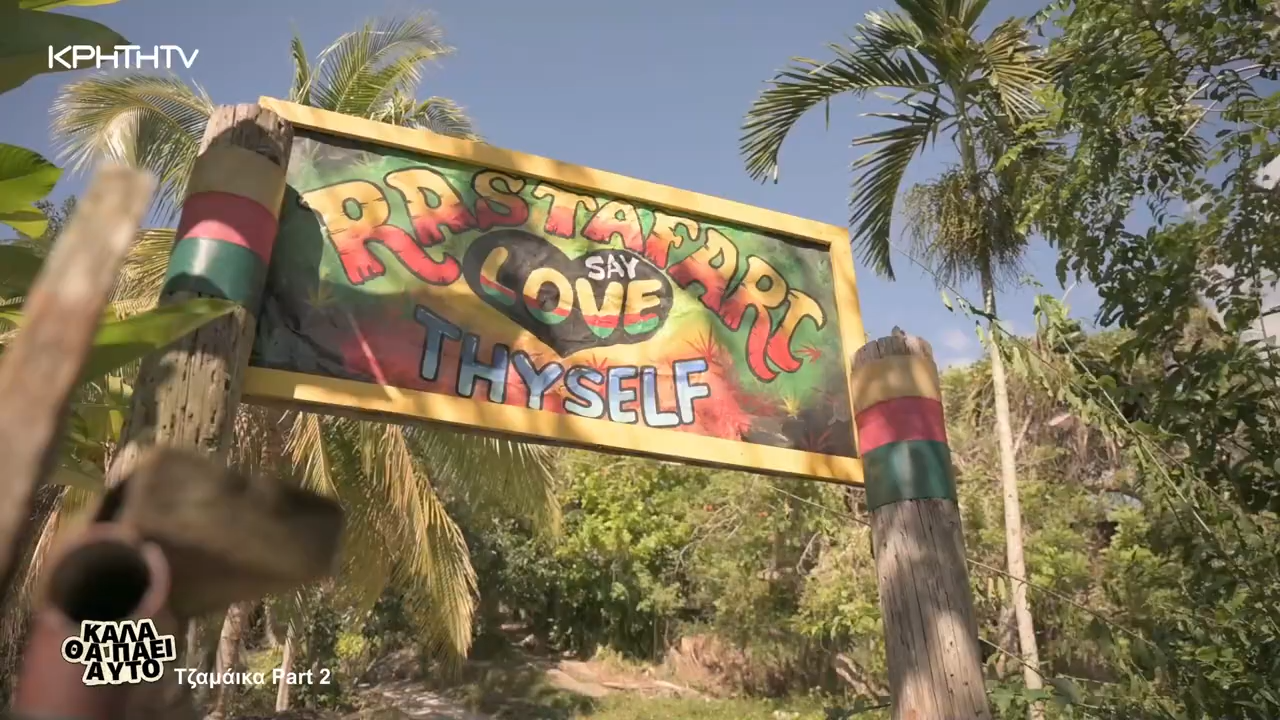 ΚΡΗΤΗTV
RASTAFARI
SAY
LOVE
THYSELF
ΚΑΛΑ
ΘΑ ΠΑΕΙ
ΑΥΤΟ
Τζαμάικα Part 2